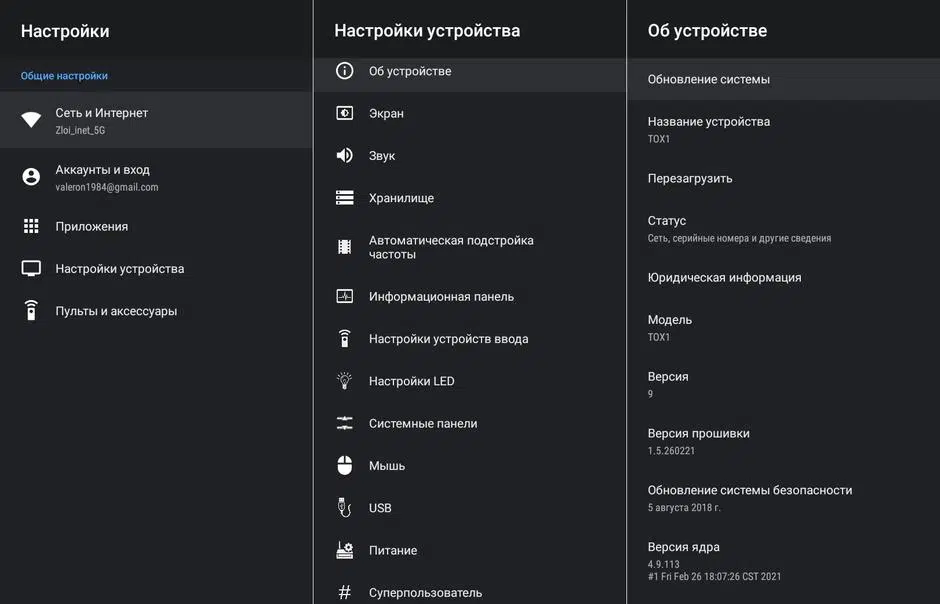 Настройки
Общие настройки
Сеть и Интернет
Zloi_inet_5G
Аккаунты и вход
valeron1984@gmail.com
Приложения
Настройки устройства
Пульты и аксессуары
Настройки устройства
Об устройстве
Экран
Звук
Хранилище
Автоматическая подстройка
частоты
Информационная панель
Настройки устройств ввода
Настройки LED
Системные панели
Мышь
USB
Питание
# Суперпользователь
Об устройстве
Обновление системы
Название устройства
TOX1
Перезагрузить
Статус
Сеть, серийные номера и другие сведения
Юридическая информация
Модель
TOX1
Версия
9
Версия прошивки
1.5.260221
Обновление системы безопасности
5 августа 2018 г.
Версия ядра
4.9.113
#1 Fri Feb 26 18:07:26 CST 2021